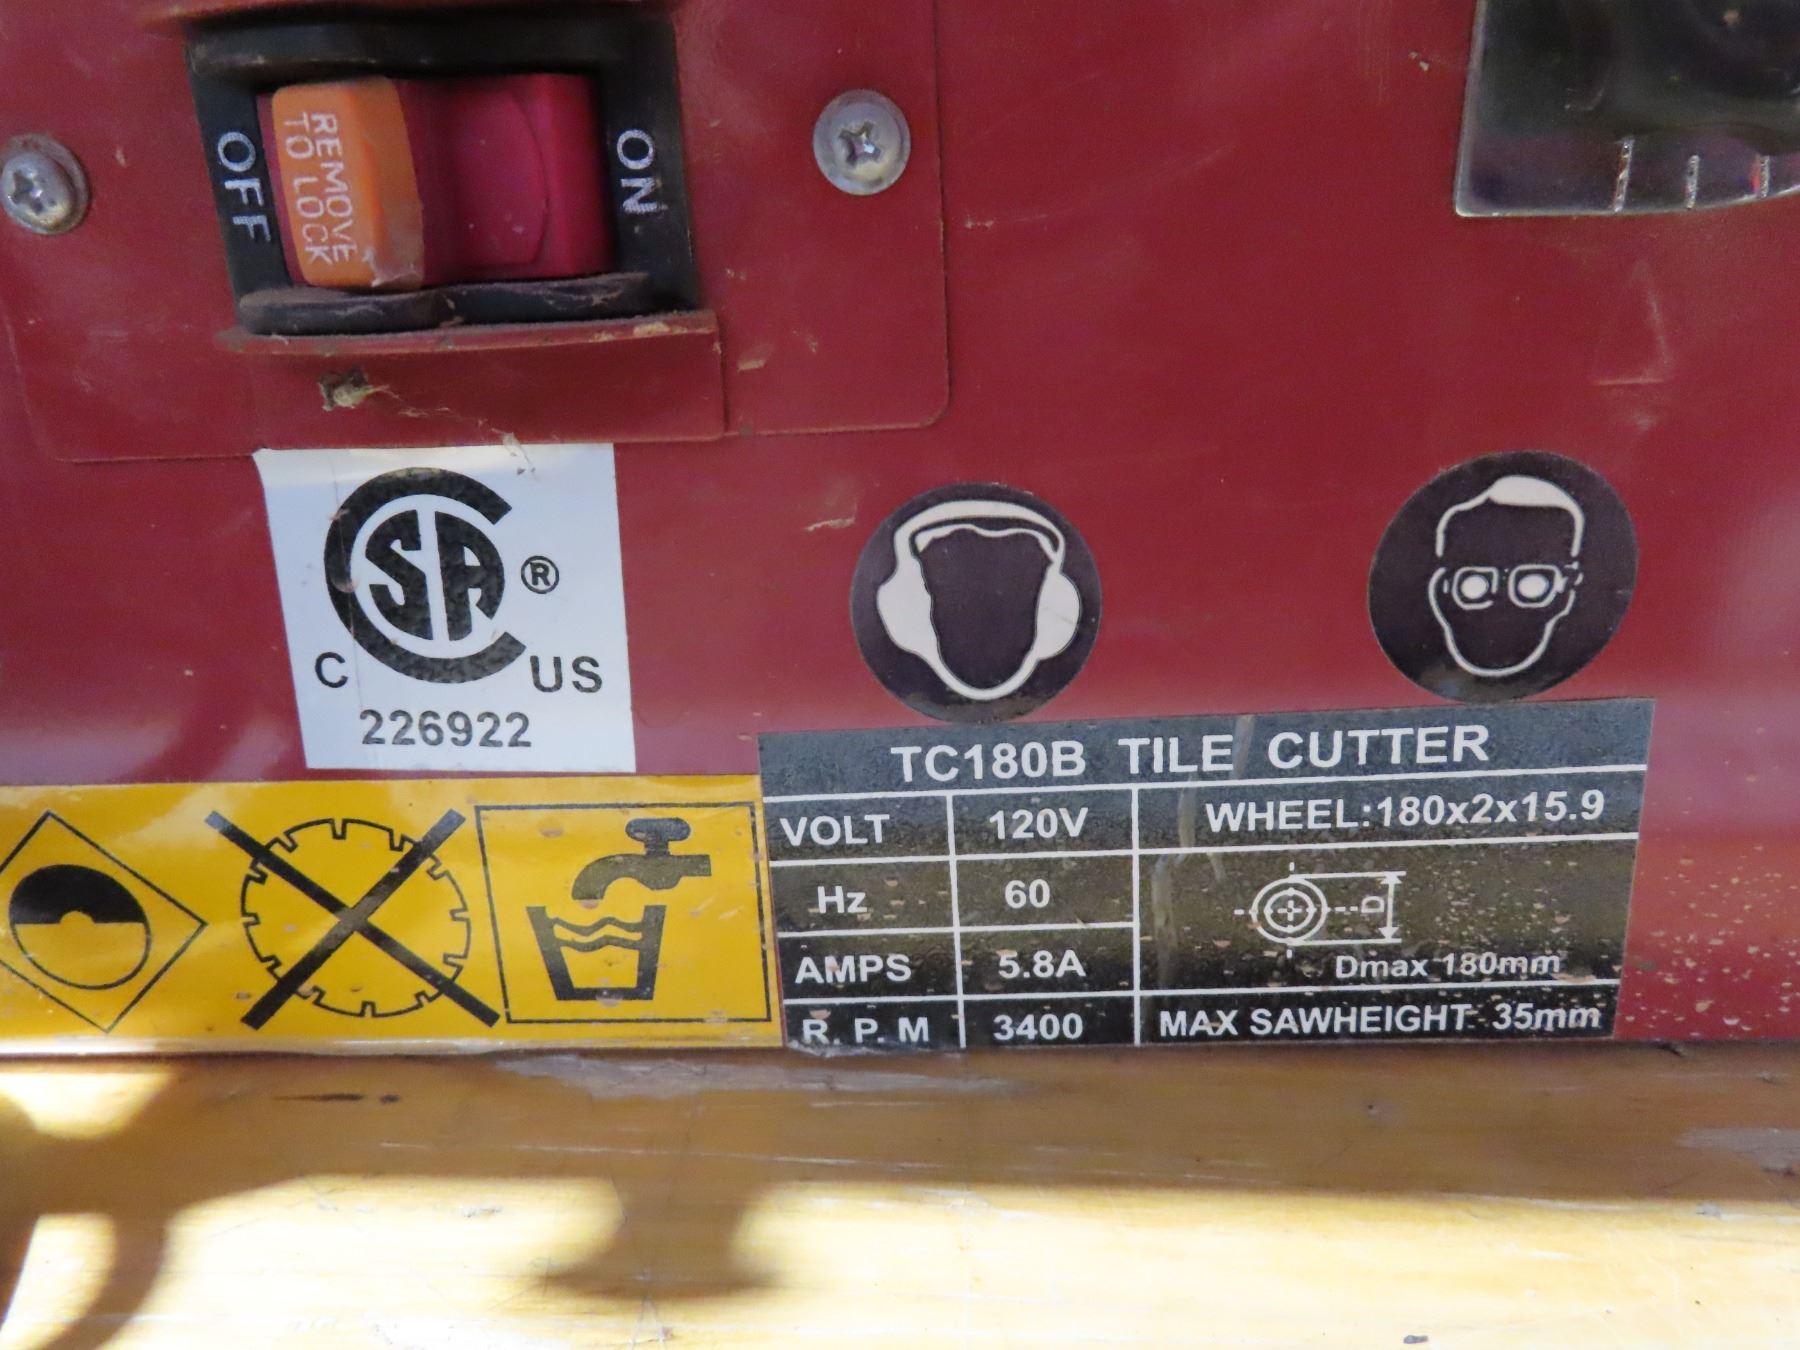 OFF
REMOVE
TO LOCK
ON
CSA ®
C US
226922
TC180B TILE CUTTER
VOLT 120V WHEEL:180x2x15.9
Hz 60
D
AMPS 5.8A Dmax 180mm
R. P. M 3400 MAX SAWHEIGHT 35mm